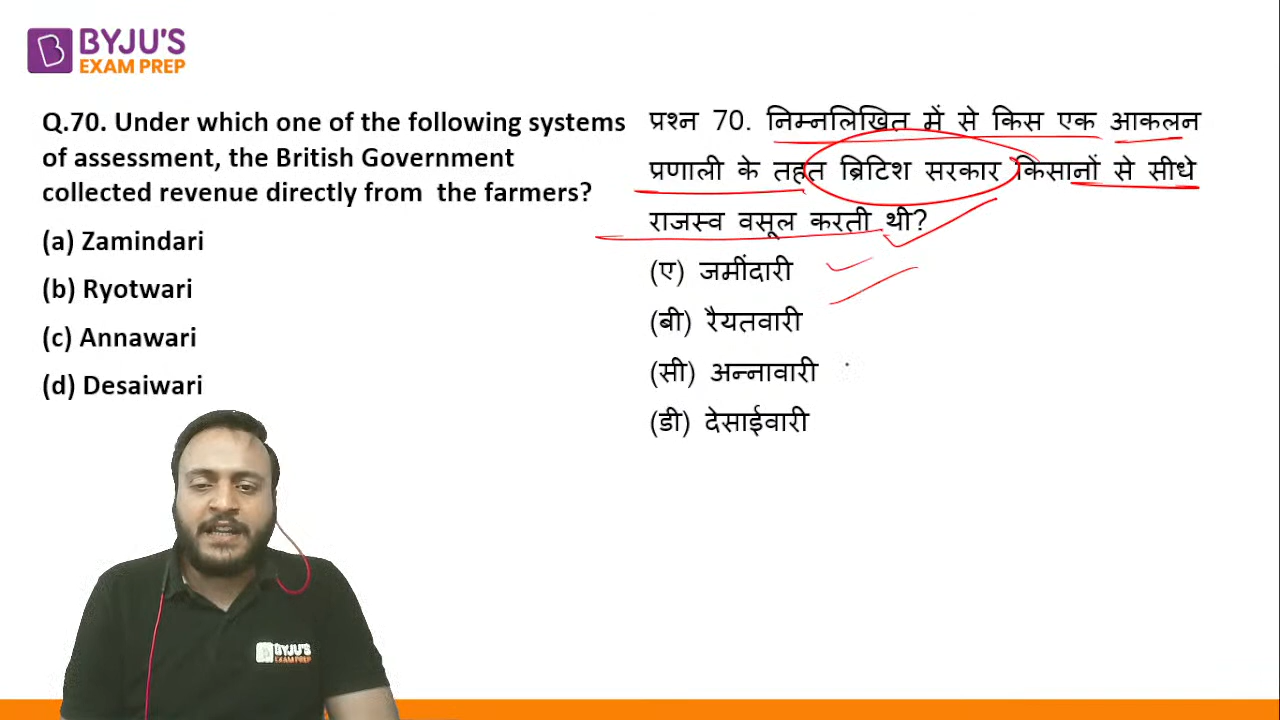 BYJU'S
EXAM PREP
Q.70. Under which one of the following systems
of assessment, the British Government
collected revenue directly from the farmers?
(a) Zamindari
(b) Ryotwari
(c) Annawari
(d) Desaiwari
प्रश्न 70. निम्नलिखित में से किस एक आकलन
प्रणाली के तहत ब्रिटिश सरकार किसानों से सीधे
राजस्व वसूल करती थी?
(ए) जमींदारी
(बी) रैयतवारी
(सी) अन्नावारी
(डी) देसाईवारी
BYJU'S
EXAM PREP